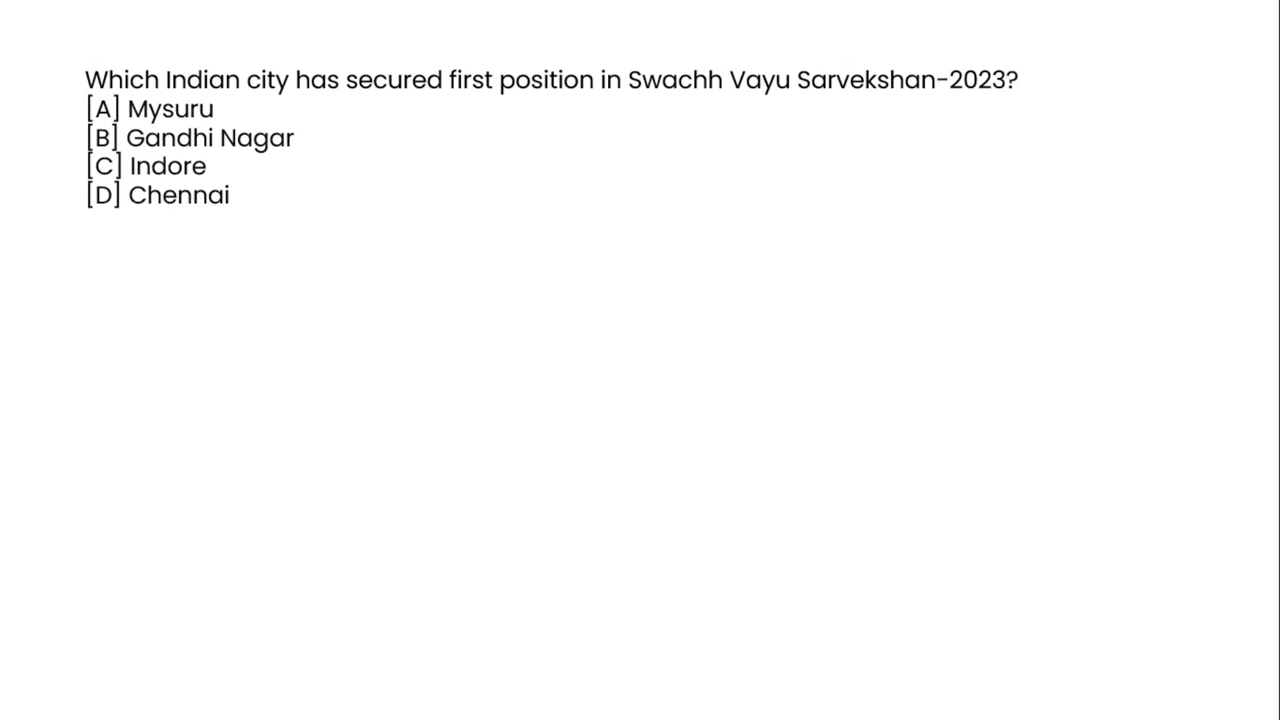 Which Indian city has secured first position in Swachh Vayu Sarvekshan-2023?
[A] Mysuru
[B] Gandhi Nagar
[C] Indore
[D] Chennai